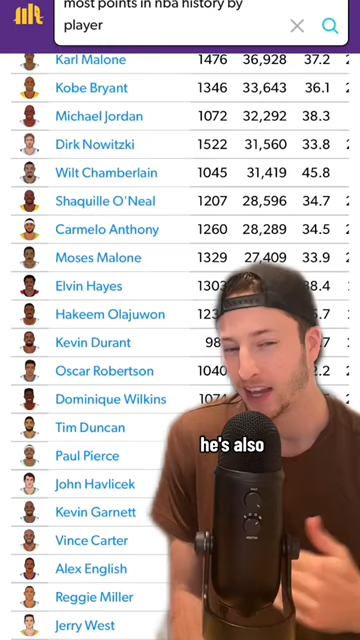 most points in nba history by
player
Karl Malone 1476 36,928 37.2
Kobe Bryant 1346 33,643 36.1
Michael Jordan 1072 32,292 38.3
Dirk Nowitzki 1522 31,560 33.8
Wilt Chamberlain 1045 31,419 45.8
Shaquille O'Neal 1207 28,596 34.7
Carmelo Anthony 1260 28,289 34.5
Moses Malone 1329 27,409 33.9
Elvin Hayes 1303
Hakeem Olajuwon
Kevin Durant
Oscar Robertson 1040
Dominique Wilkins
Tim Duncan
Paul Pierce
he's also
John Havlicek
Kevin Garnett
Vince Carter
Alex English
Reggie Miller
Jerry West